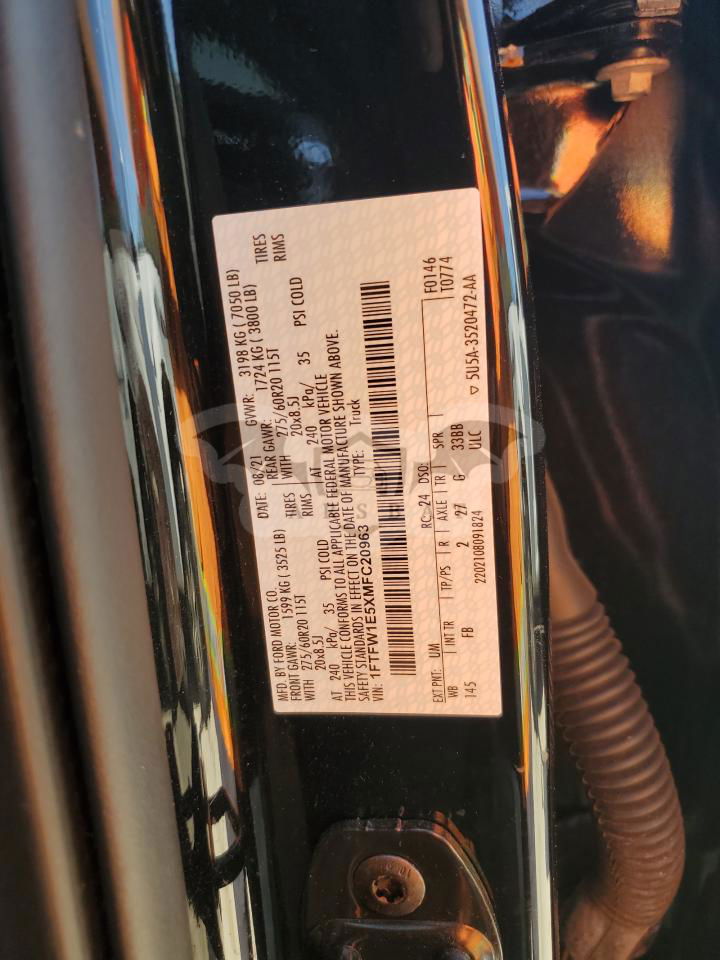 MFD. BY FORD MOTOR CO.
DATE: 08/21 GVWR: 3198 KG ( 7050 LB)
FRONT GAWR: 1599 KG ( 3525 LB) REAR GAWR: 1724 KG ( 3800 LB)
WITH 275/60R20 115T TIRES WITH 275/60R20 115T TIRES
20x8.5J RIMS 20x8.5J RIMS
AT 240 kPa/ 35 PSI COLD AT 240 kPa/ 35 PSI COLD
THIS VEHICLE CONFORMS TO ALL APPLICABLE FEDERAL MOTOR VEHICLE
SAFETY STANDARDS IN EFFECT ON THE DATE OF MANUFACTURE SHOWN ABOVE.
VIN: 1FTFW1E5XMFC20963 TYPE: Truck
F0146
EXT PNT: UM RC: 24 DSO: T0774
WB INT TR TP/PS R AXLE TR SPR
145 FB 2 27 G 33BB
2202108091824 ULC 5U5A-3520472-AA